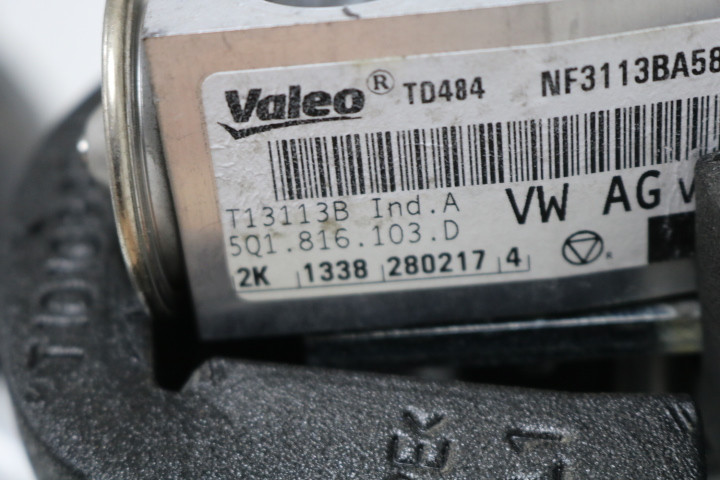 Valeo® TD484 NF3113BA58
T13113B Ind.A VW AG
5Q1.816.103.D
2K 1338 280217 4